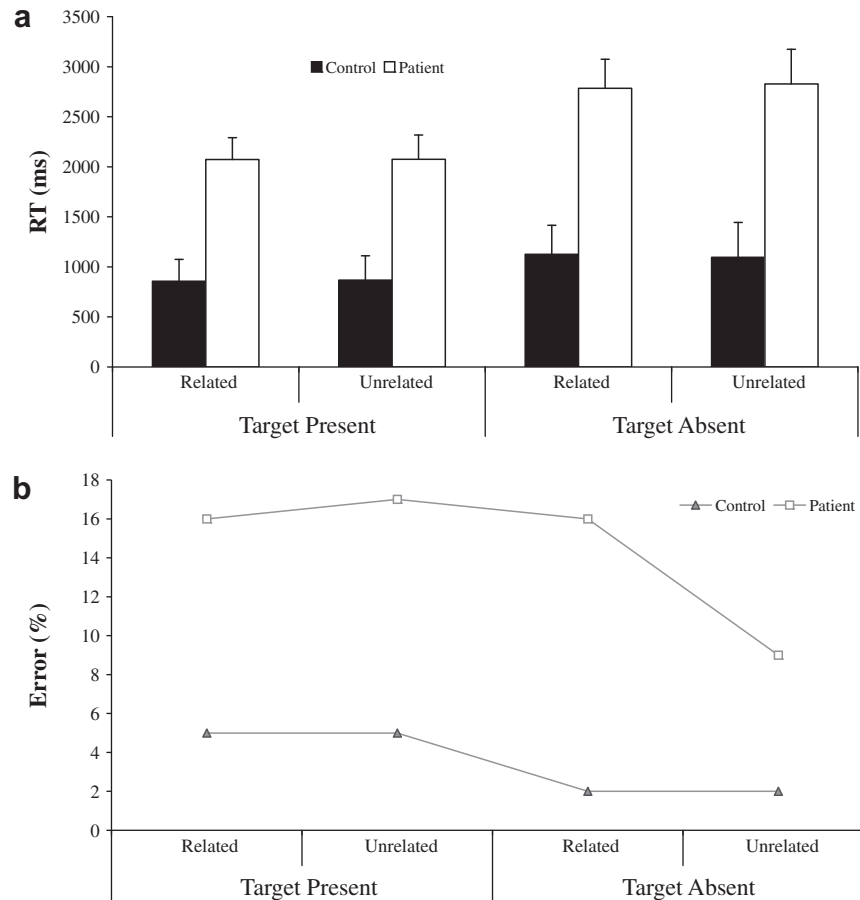 a
3500
3000
2500
2000
1500
1000
500
0
RT (ms)
Control Patient
Related Unrelated Related Unrelated
Target Present Target Absent
b
18
16
14
12
10
8
6
4
2
0
Error (%)
Control Patient
Related Unrelated Related Unrelated
Target Present Target Absent